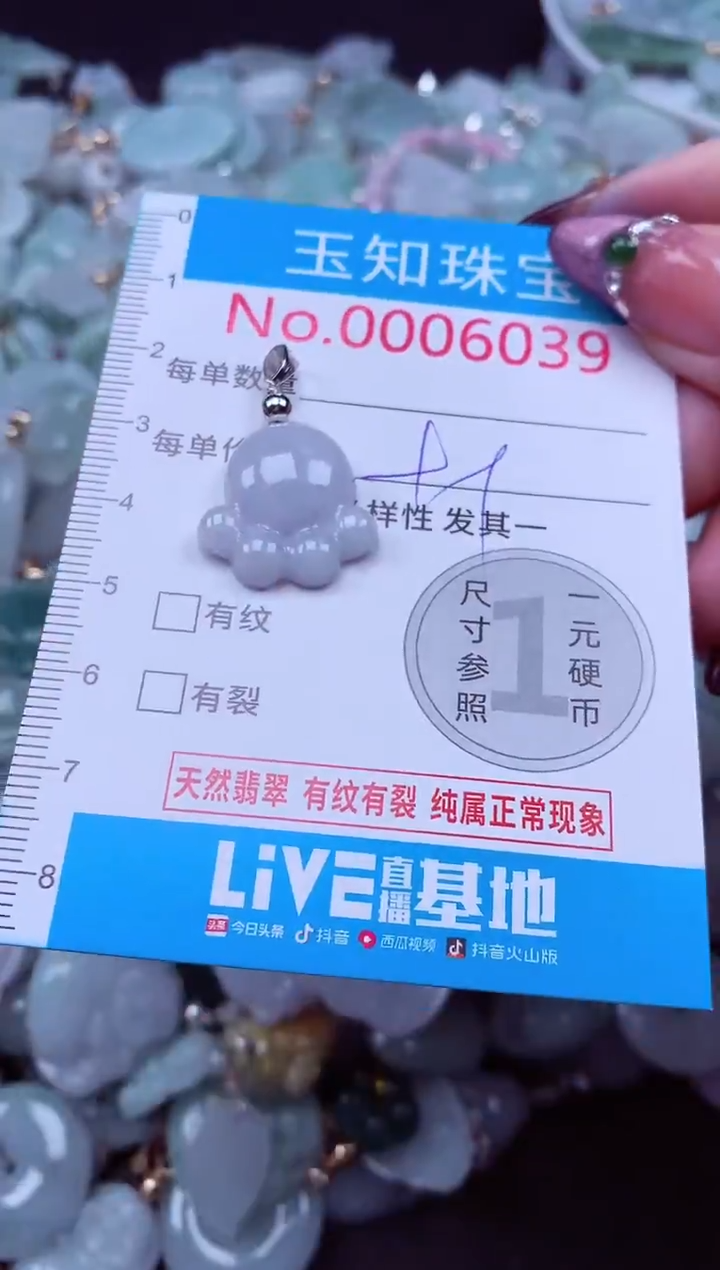 0
玉知珠宝
1
No.0006039
2
每单数量
3
每单价
4
样性 发其一
5
有纹
尺寸参照
1
一元硬币
6
有裂
7
天然翡翠 有纹有裂 纯属正常现象
8
LiVE直播基地
头条 今日头条 抖音 西瓜视频 抖音火山版